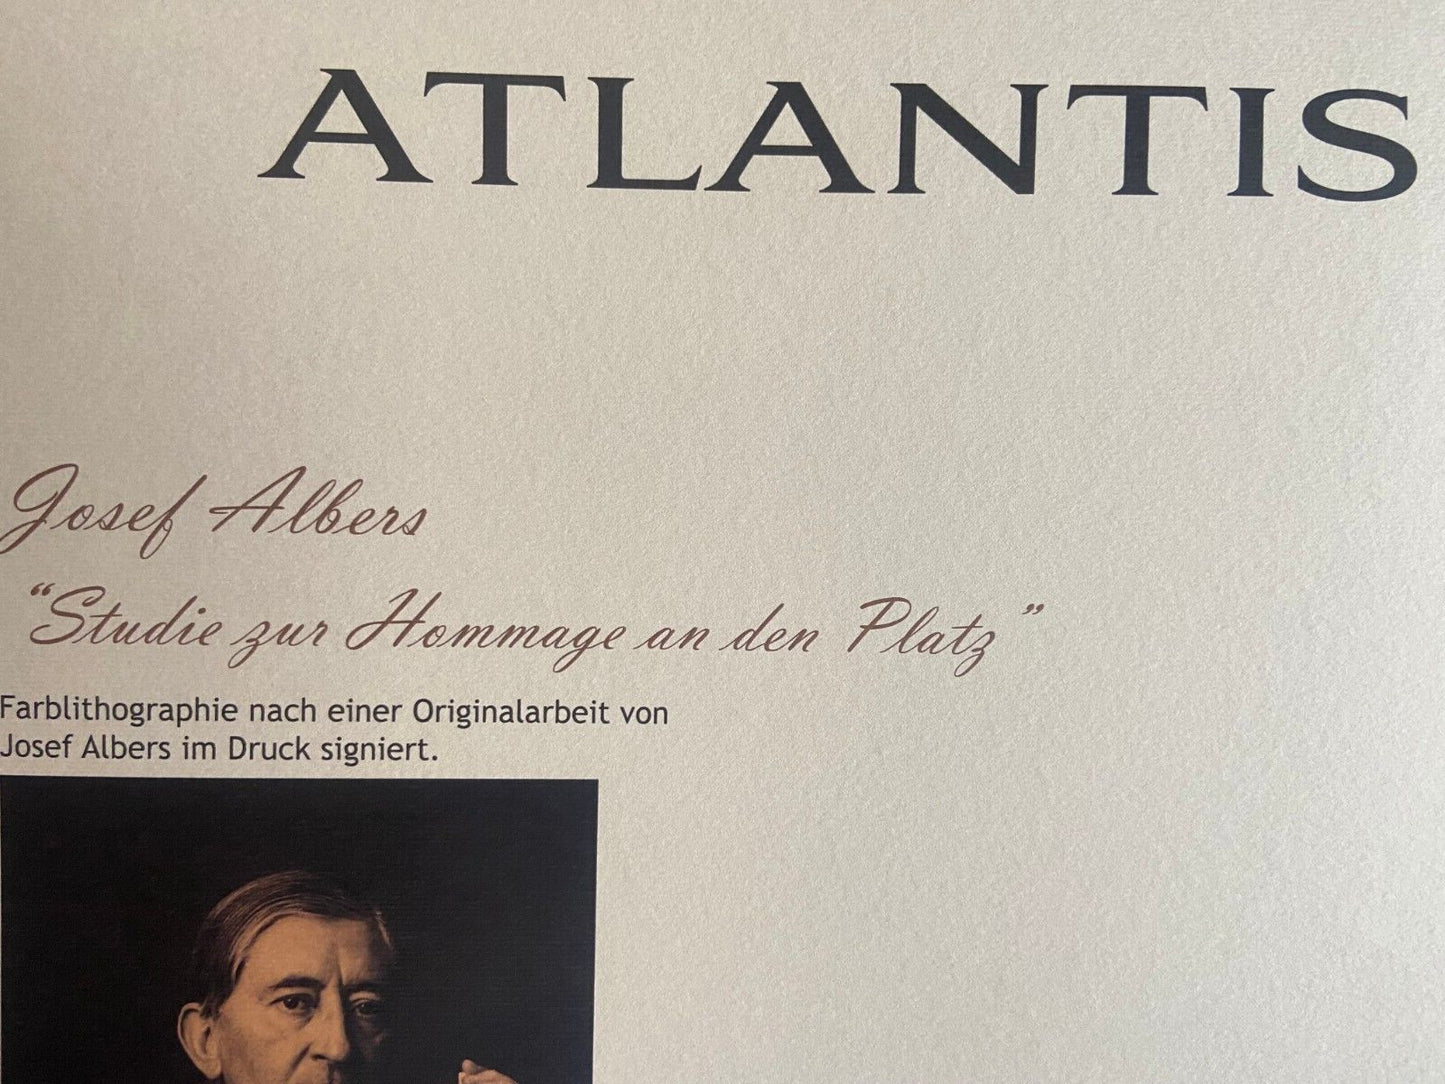 ATLANTIS
Josef Albers
“Studie zur Hommage an den Platz”
Farblithographie nach einer Originalarbeit von
Josef Albers im Druck signiert.